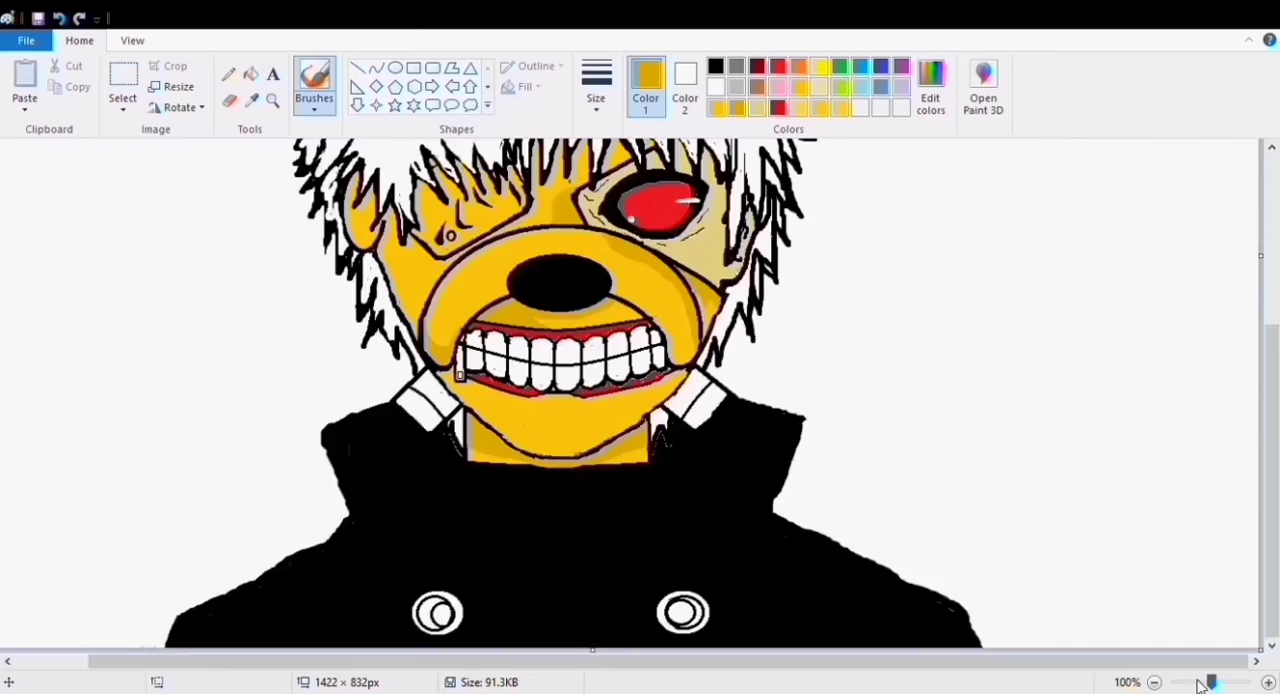 File Home View
Paste
Cut
Copy
Clipboard
Select
Crop
Resize
Rotate
Image
A
Tools
Brushes
Shapes
Outline
Fill
Size
Color 1
Color 2
Colors
Edit colors
Open Paint 3D
1422 × 832px
Size: 91.3KB
100%